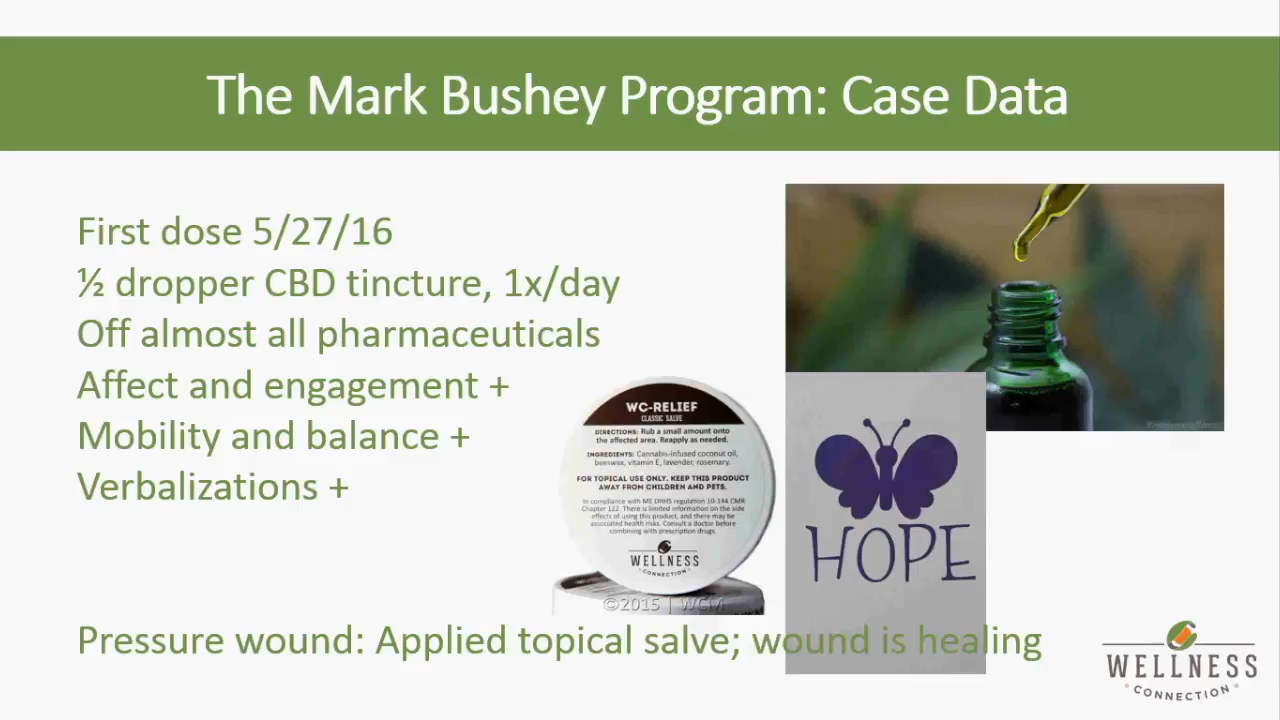 The Mark Bushey Program: Case Data
First dose 5/27/16
½ dropper CBD tincture, 1x/day
Off almost all pharmaceuticals
Affect and engagement +
Mobility and balance +
Verbalizations +
WC-RELIEF
CLASSIC SALVE
DIRECTIONS: Rub a small amount onto
the affected area. Reapply as needed.
INGREDIENTS: Cannabis-infused coconut oil,
beeswax, vitamin E, lavender, rosemary.
FOR TOPICAL USE ONLY. KEEP THIS PRODUCT
AWAY FROM CHILDREN AND PETS.
In compliance with ME DHHS regulation 10-144 CMR
Chapter 122. There is limited information on the side
effects of using this product, and there may be
associated health risks. Consult a doctor before
combining with prescription drugs.
WELLNESS
CONNECTION
©2015 | WCM
HOPE
Pressure wound: Applied topical salve; wound is healing
WELLNESS
CONNECTION